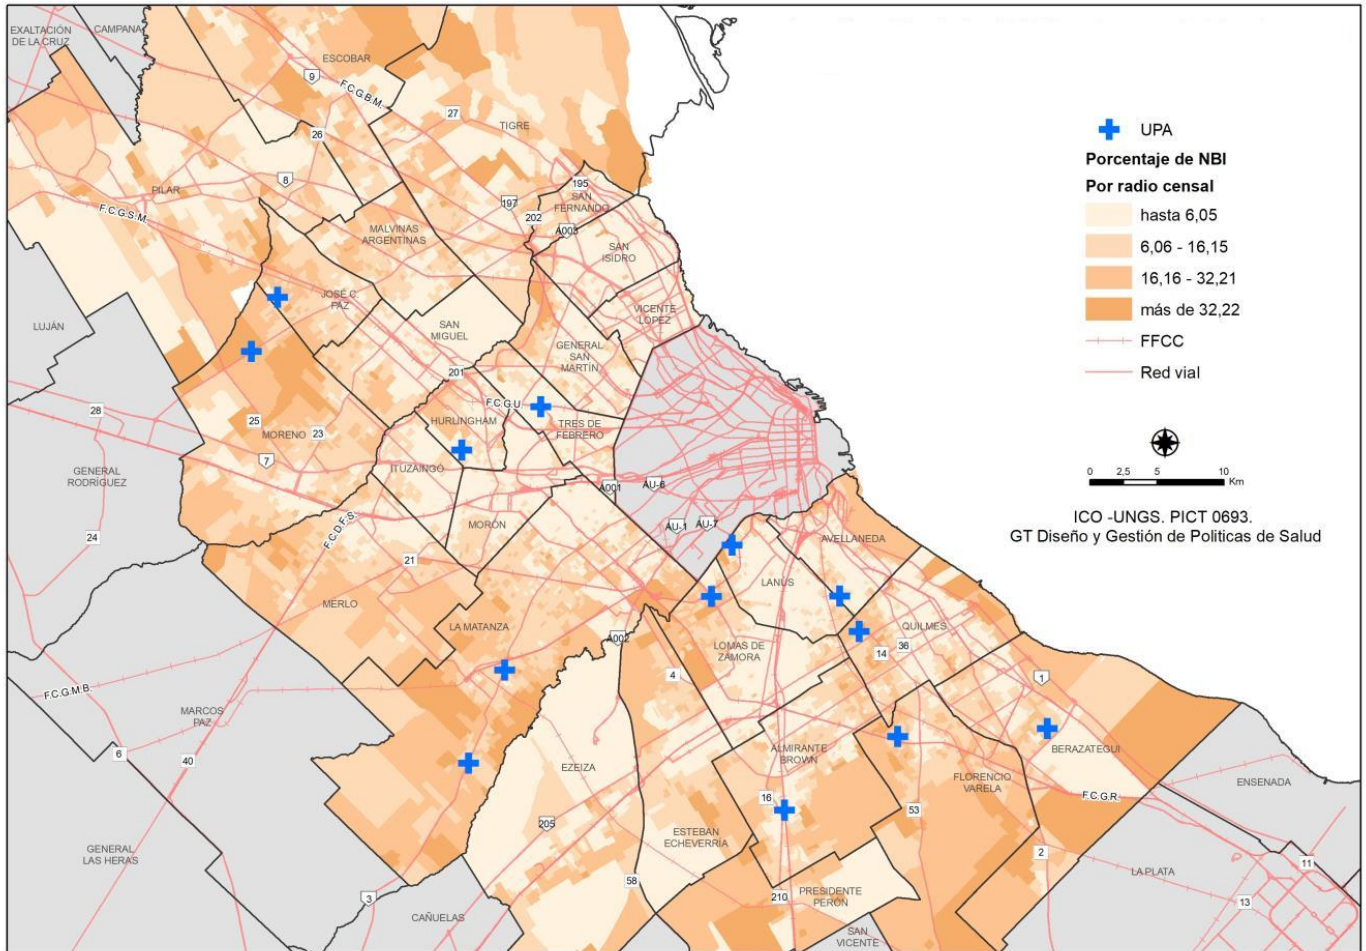 EXALTACIÓN
DE LA CRUZ
CAMPANA
ESCOBAR
9
F.C.G.B.M.
27
TIGRE
26
8
PILAR
F.C.G.S.M.
197
195
SAN
FERNANDO
202
A003
MALVINAS
ARGENTINAS
SAN
ISIDRO
JOSÉ C.
PAZ
VICENTE
LOPEZ
LUJÁN
SAN
MIGUEL
GENERAL
SAN
MARTÍN
201
F.C.G.U.
28
25
MORENO
23
HURLINGHAM
TRES DE
FEBRERO
7
ITUZAINGÓ
GENERAL
RODRÍGUEZ
A001
AU-6
F.C.D.F.S.
MORÓN
AU-1
AU-7
24
AVELLANEDA
21
LANUS
MERLO
LA MATANZA
A002
LOMAS DE
ZAMORA
QUILMES
14
36
4
1
F.C.G.M.B.
MARCOS
PAZ
6
40
EZEIZA
ALMIRANTE
BROWN
BERAZATEGUI
FLORENCIO
VARELA
F.C.G.R.
ENSENADA
16
53
205
ESTEBAN
ECHEVERRÍA
GENERAL
LAS HERAS
2
58
LA PLATA
11
3
210
PRESIDENTE
PERÓN
13
CAÑUELAS
SAN
VICENTE
UPA
Porcentaje de NBI
Por radio censal
hasta 6,05
6,06 - 16,15
16,16 - 32,21
más de 32,22
FFCC
Red vial
0 2,5 5 10
Km
ICO -UNGS. PICT 0693.
GT Diseño y Gestión de Politicas de Salud